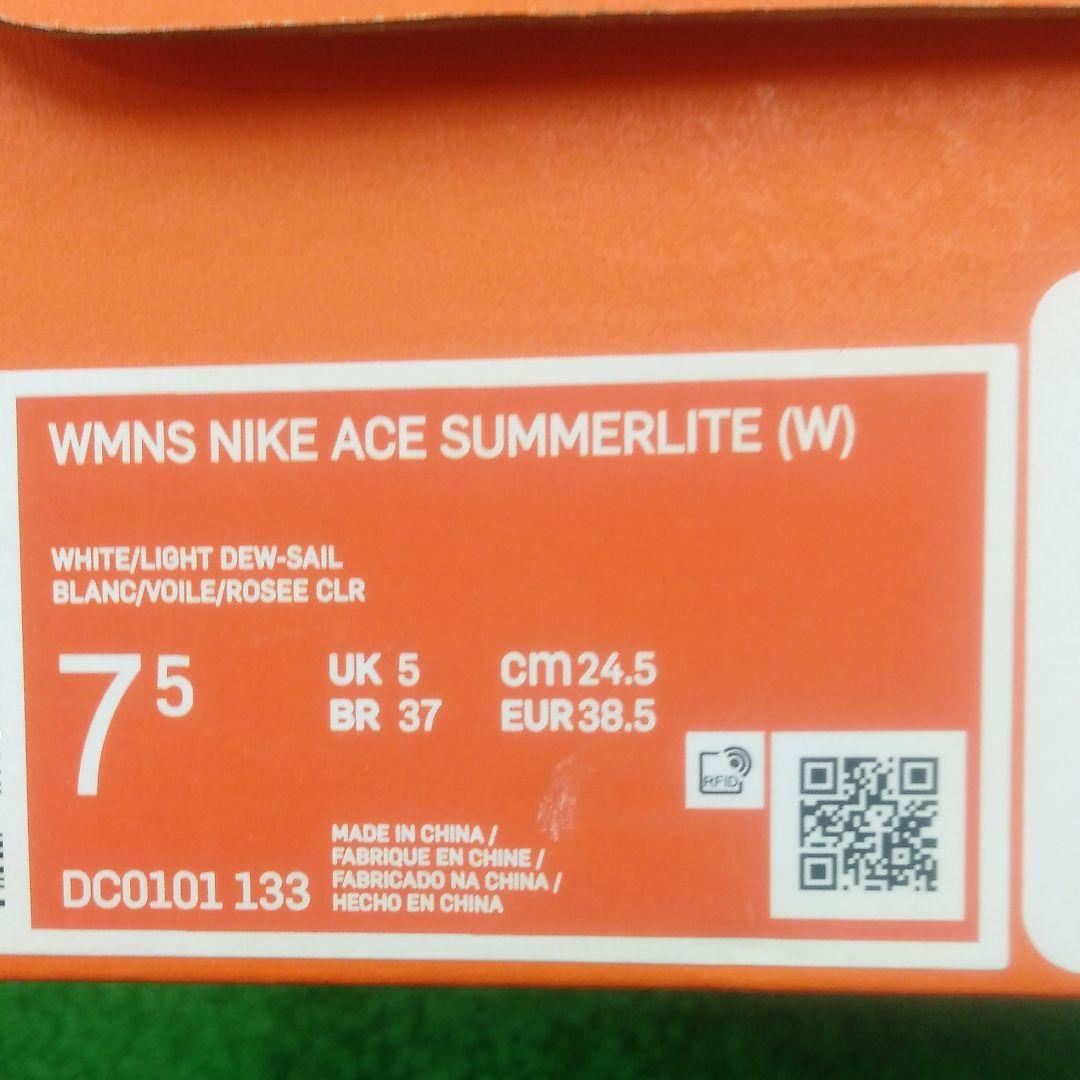 WMNS NIKE ACE SUMMERLITE (W)
WHITE/LIGHT DEW-SAIL
BLANC/VOILE/ROSEE CLR
7 5
UK 5 cm 24.5
BR 37 EUR 38.5
RFID
MADE IN CHINA /
FABRIQUE EN CHINE /
FABRICADO NA CHINA /
HECHO EN CHINA
DC0101 133